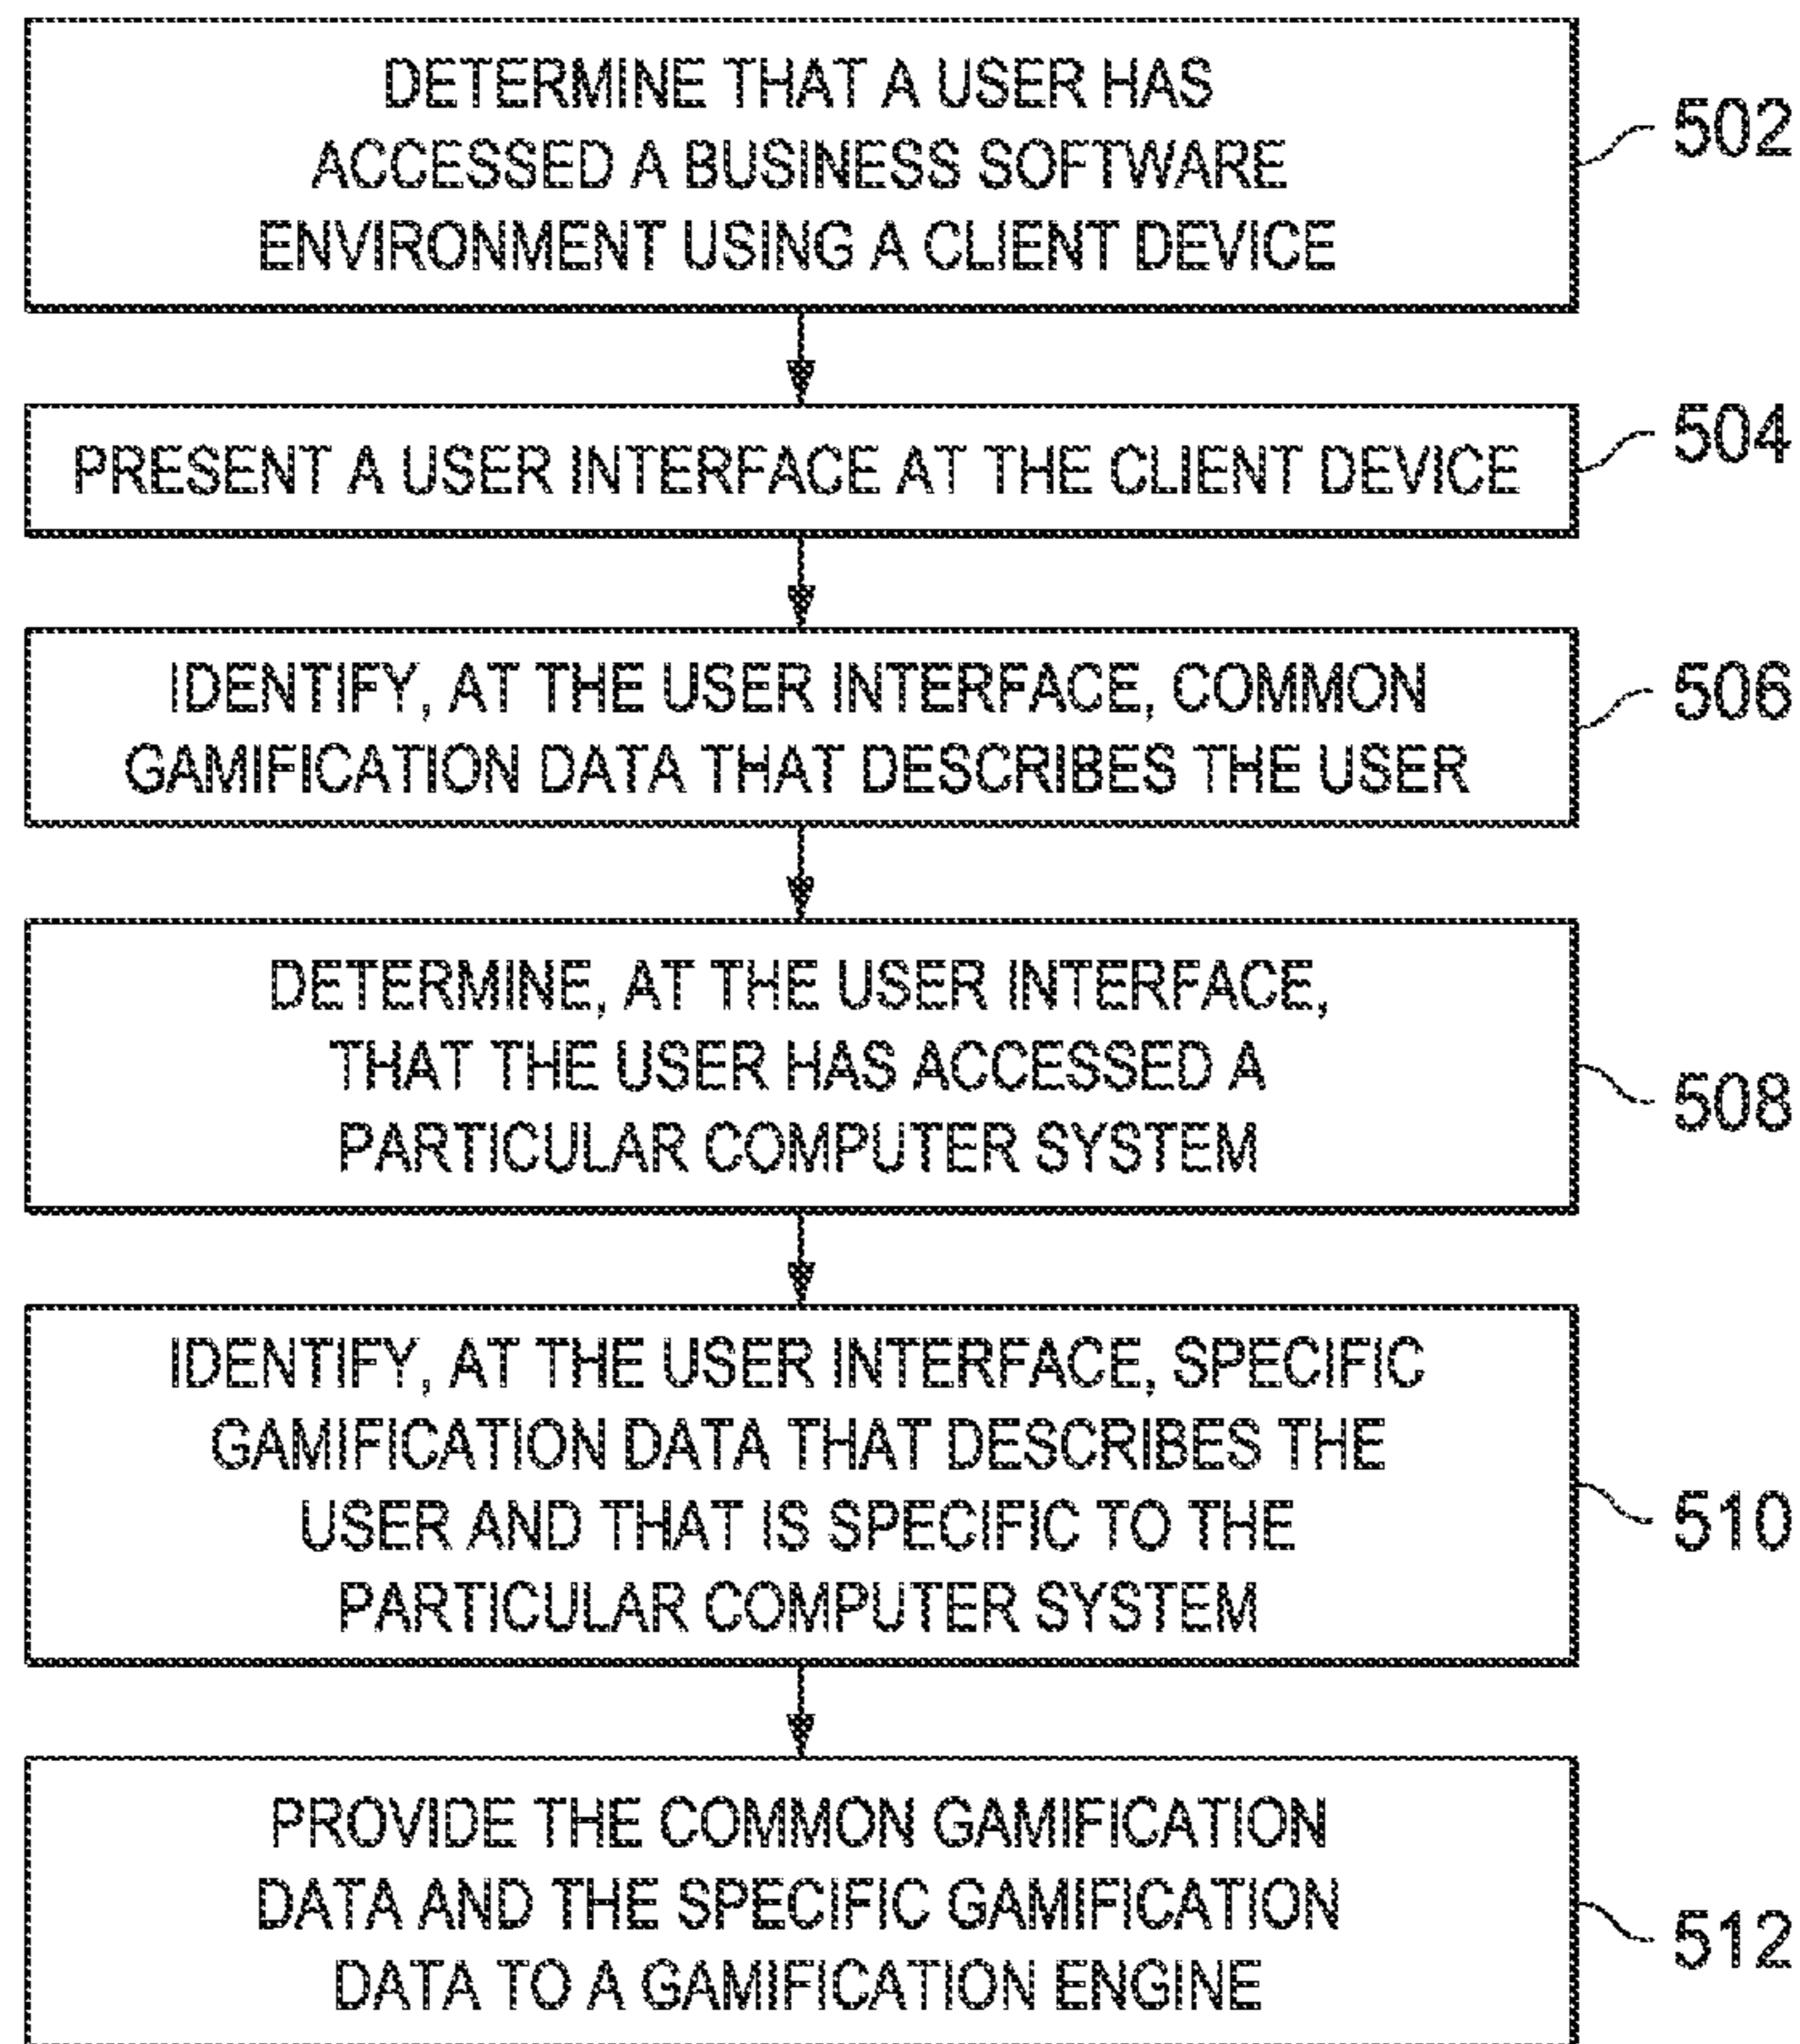 DETERMINE THAT A USER HAS
ACCESSED A BUSINESS SOFTWARE
ENVIRONMENT USING A CLIENT DEVICE
502
PRESENT A USER INTERFACE AT THE CLIENT DEVICE
504
IDENTIFY, AT THE USER INTERFACE, COMMON
GAMIFICATION DATA THAT DESCRIBES THE USER
506
DETERMINE, AT THE USER INTERFACE,
THAT THE USER HAS ACCESSED A
PARTICULAR COMPUTER SYSTEM
508
IDENTIFY, AT THE USER INTERFACE, SPECIFIC
GAMIFICATION DATA THAT DESCRIBES THE
USER AND THAT IS SPECIFIC TO THE
PARTICULAR COMPUTER SYSTEM
510
PROVIDE THE COMMON GAMIFICATION
DATA AND THE SPECIFIC GAMIFICATION
DATA TO A GAMIFICATION ENGINE
512